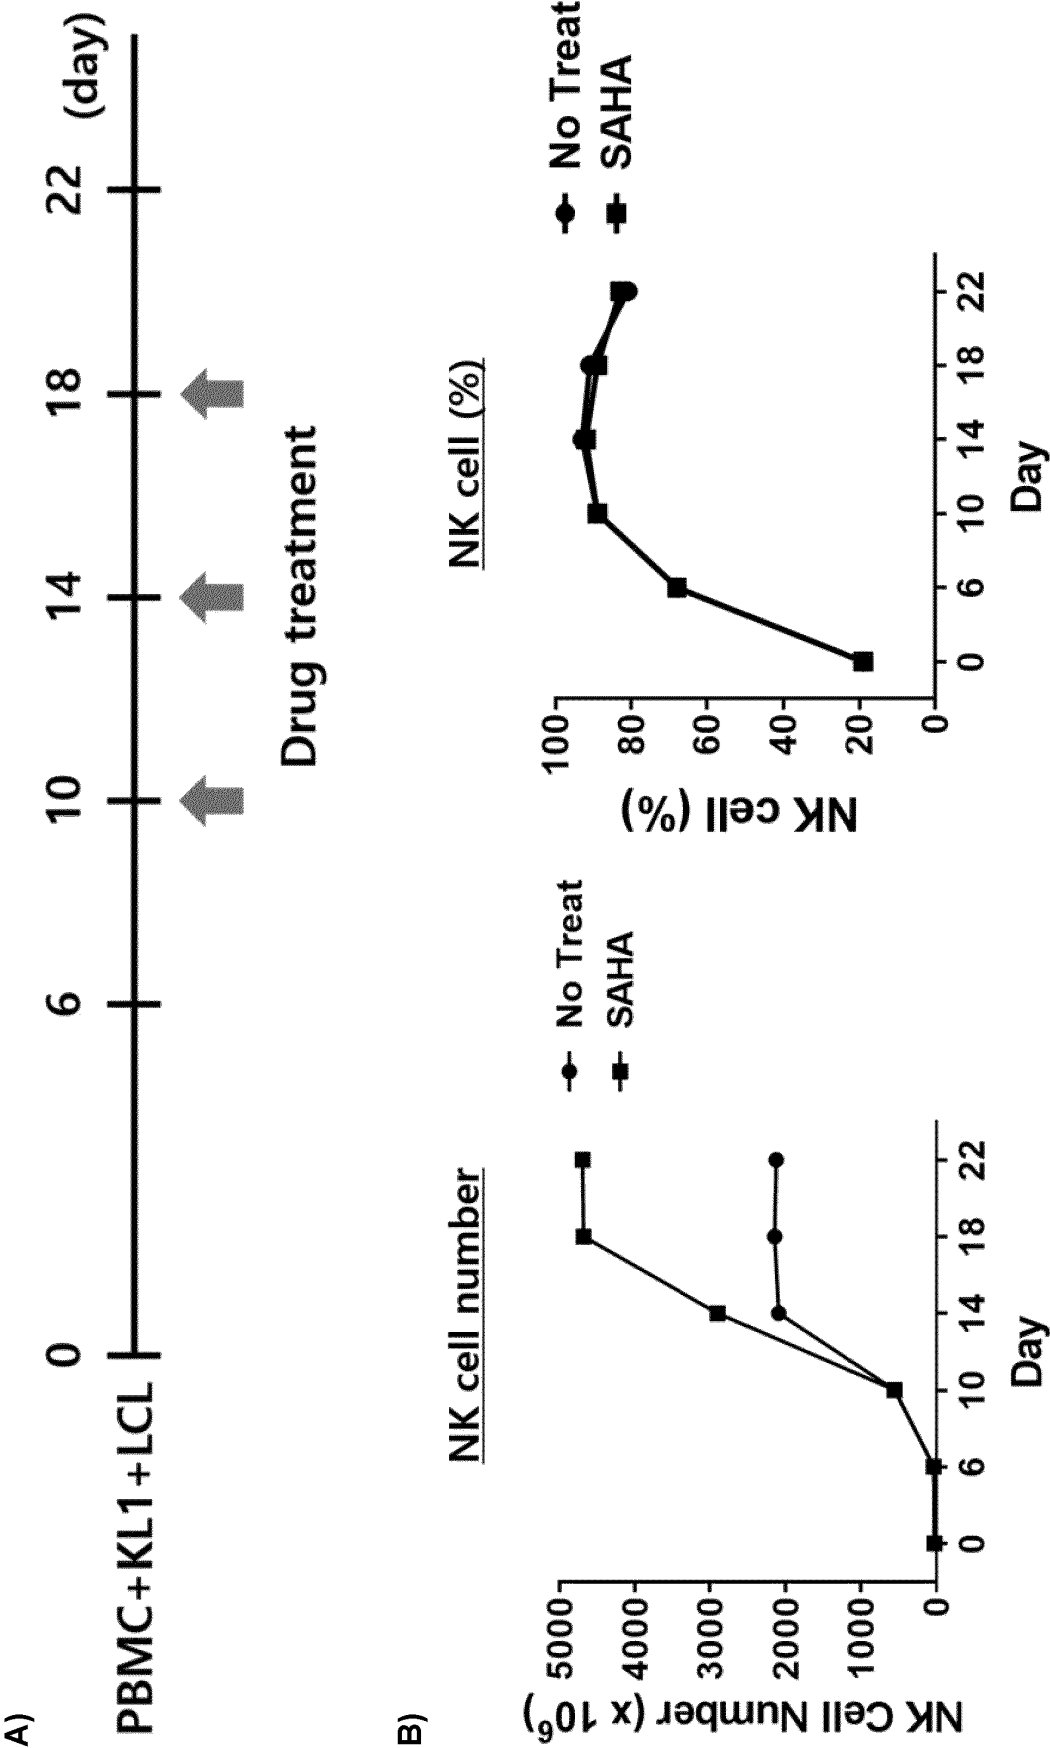 A)
PBMC+KL1+LCL
0 6 10 14 18 22 (day)
Drug treatment
B)
NK cell number
NK Cell Number (x 10⁶)
5000
4000
3000
2000
1000
0
0 6 10 14 18 22
Day
No Treat
SAHA
NK cell (%)
NK cell (%)
100
80
60
40
20
0
0 6 10 14 18 22
Day
No Treat
SAHA